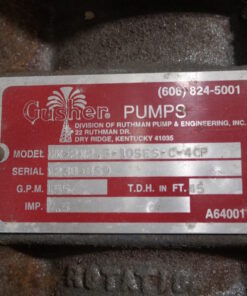 (606) 824-5001
Gusher PUMPS
DIVISION OF RUTHMAN PUMP & ENGINEERING, INC.
22 RUTHMAN DR.
DRY RIDGE, KENTUCKY 41035
MODEL
SERIAL
G.P.M. T.D.H. IN FT.
IMP.
A64001
ROTATION